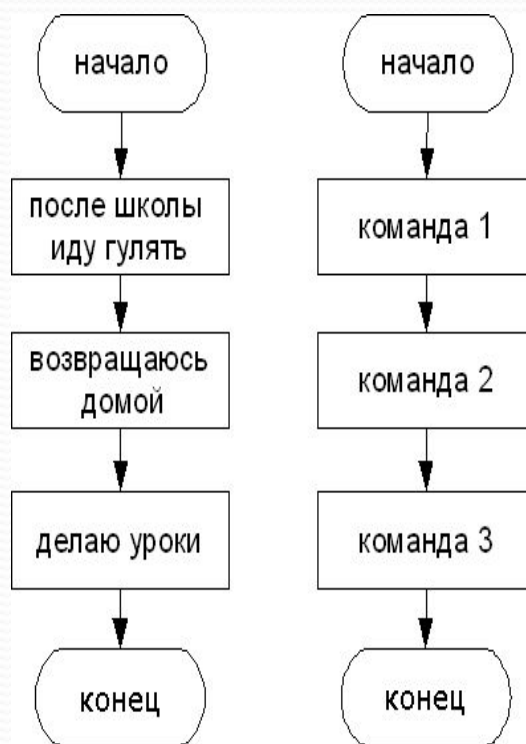 начало
после школы
иду гулять
возвращаюсь
домой
делаю уроки
конец
начало
команда 1
команда 2
команда 3
конец